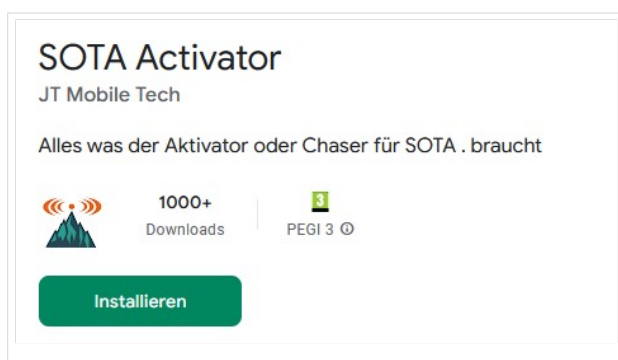 SOTA Activator
JT Mobile Tech
Alles was der Aktivator oder Chaser für SOTA . braucht
1000+
Downloads
3
PEGI 3 ⓘ
Installieren